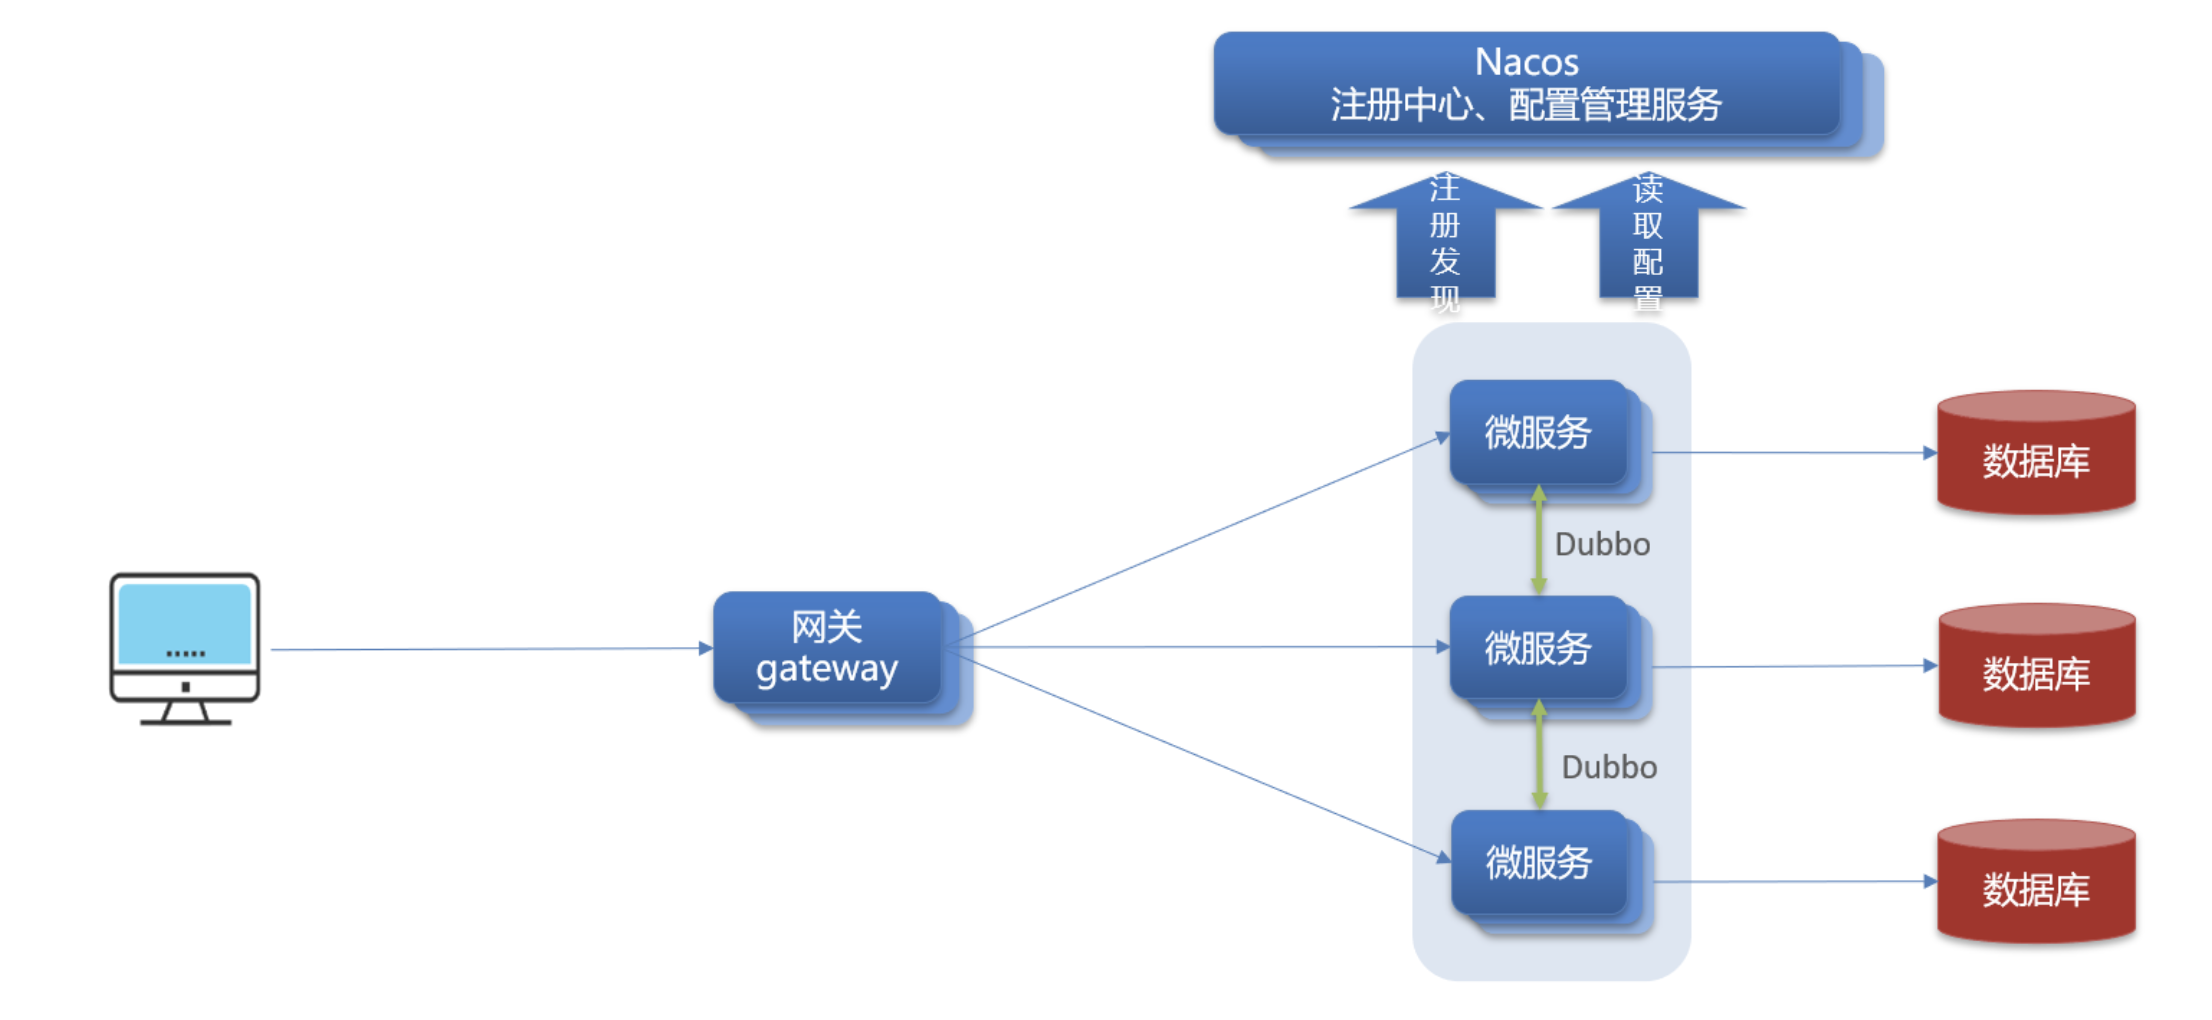 Nacos
注册中心、配置管理服务
注册发现
读取配置
微服务
数据库
Dubbo
网关
gateway
微服务
数据库
Dubbo
微服务
数据库